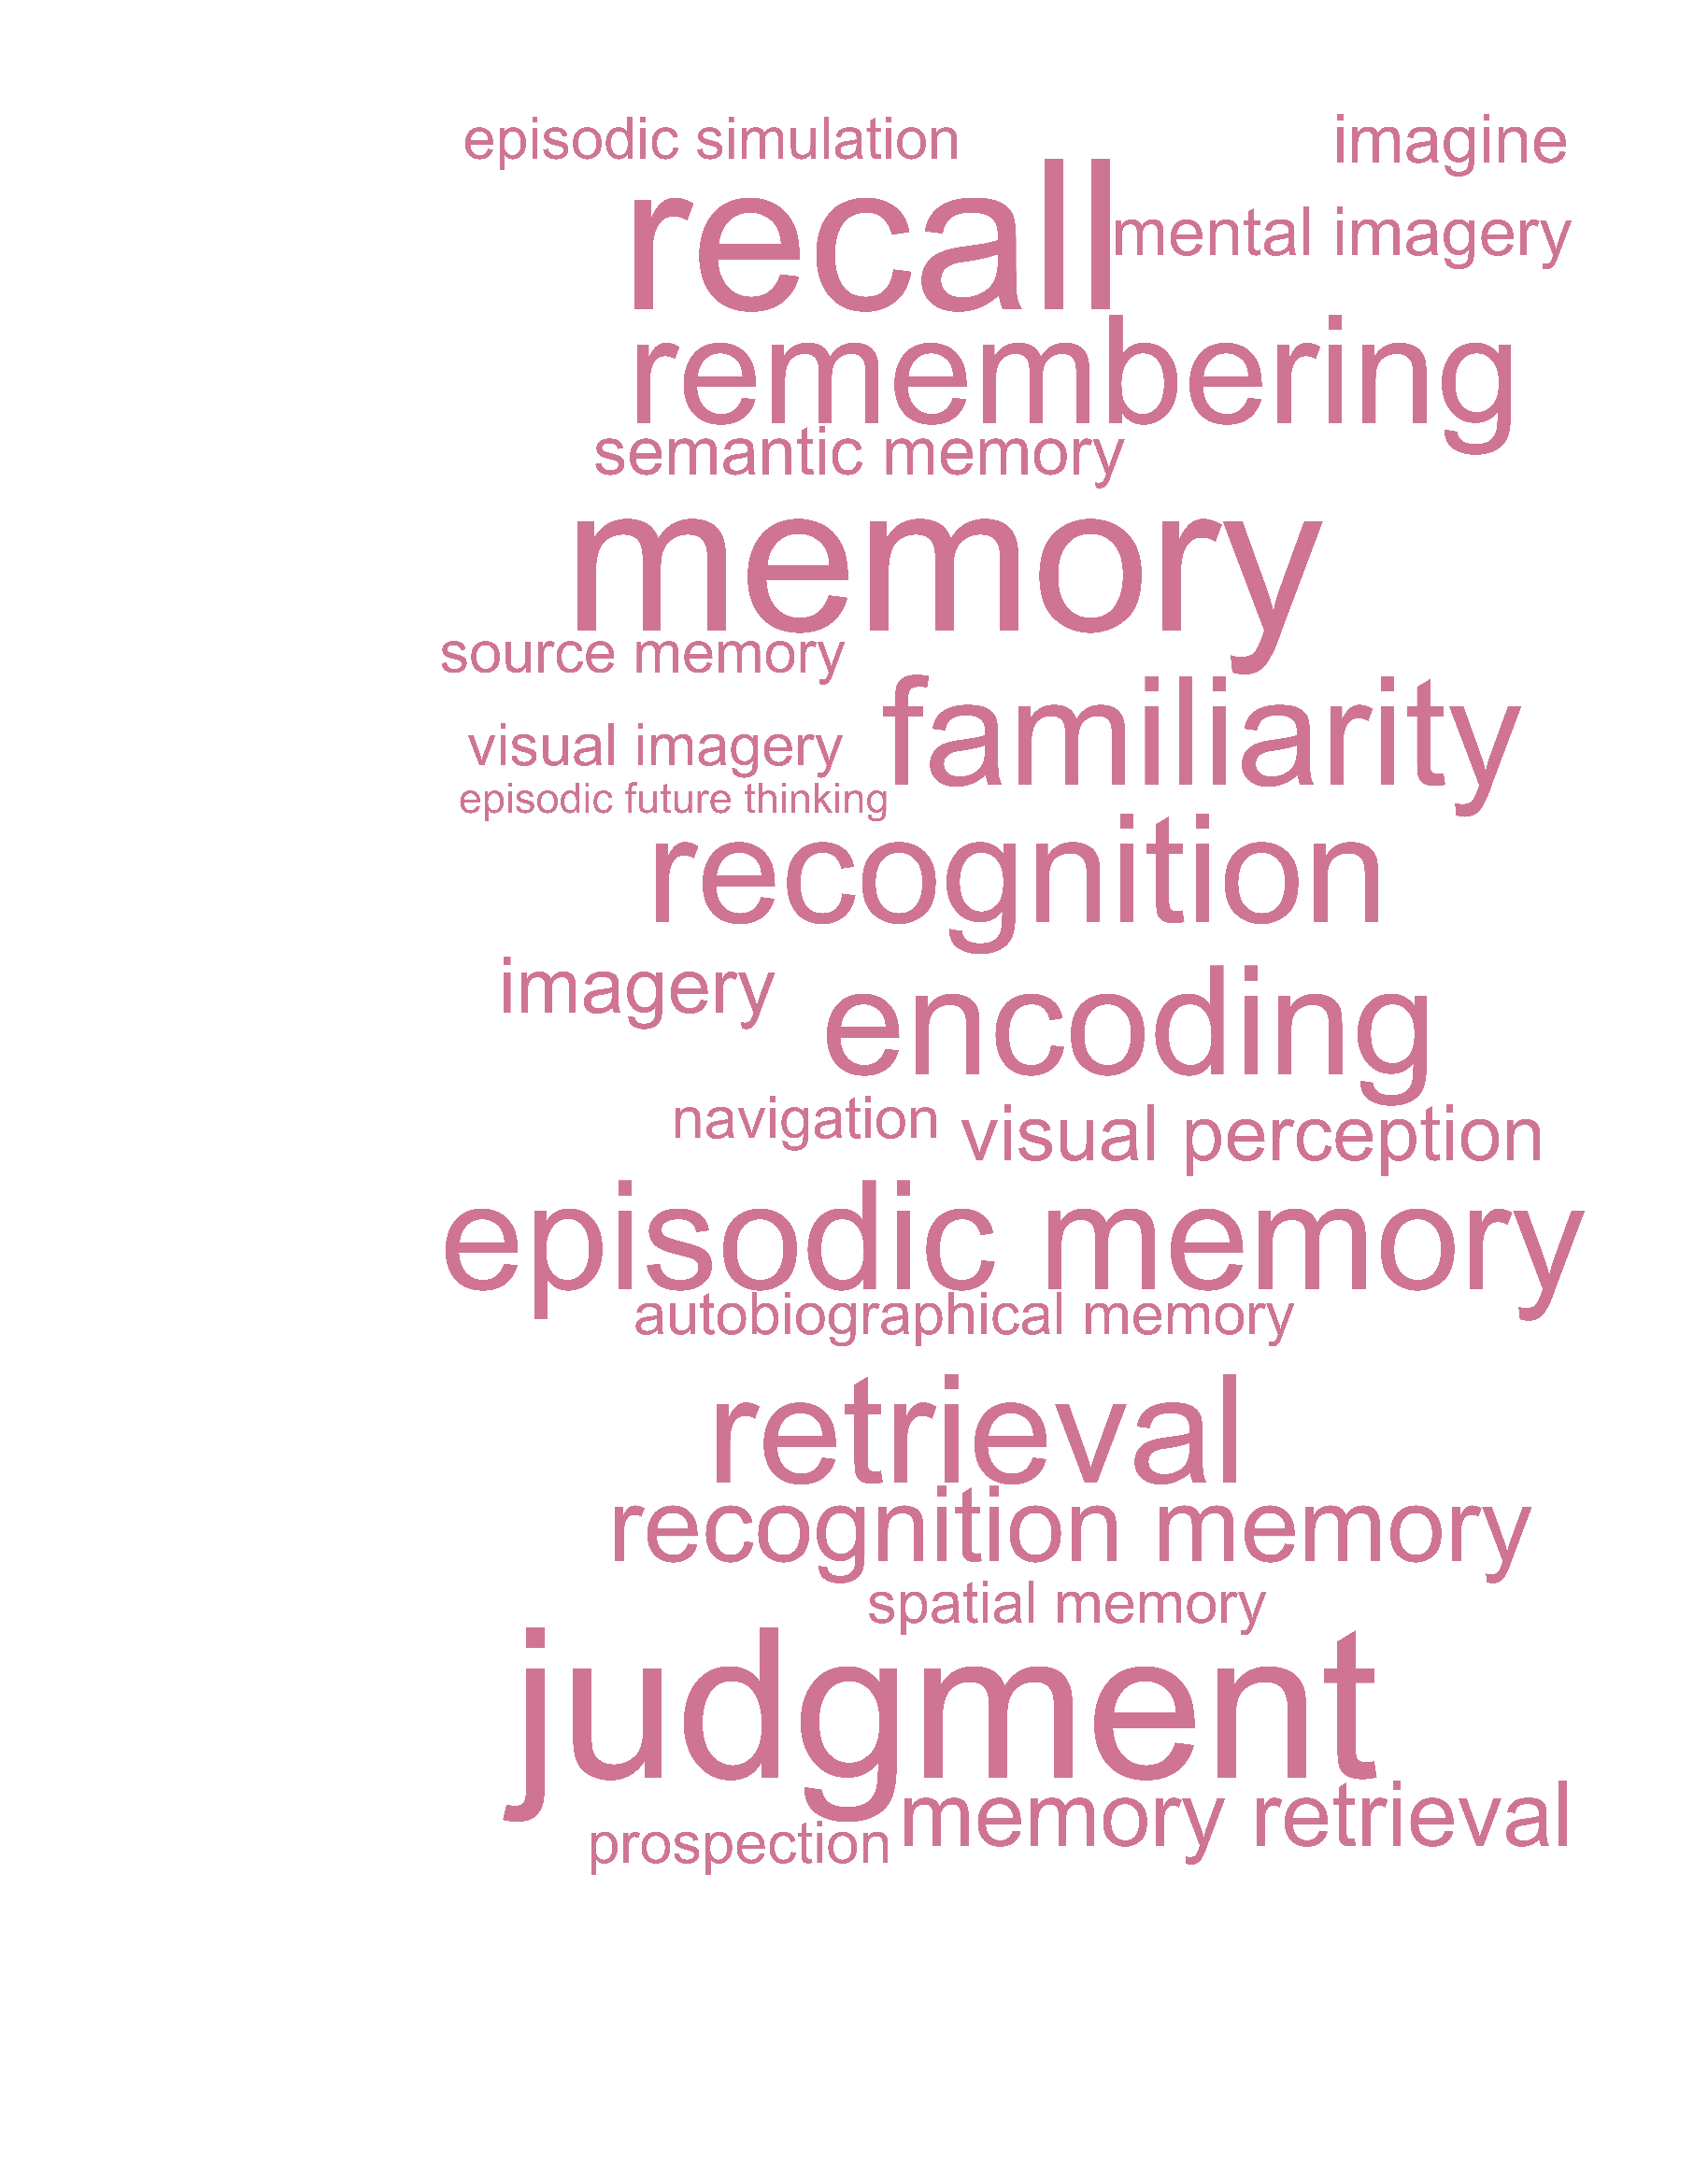 episodic simulation
imagine
recall
mental imagery
remembering
semantic memory
memory
source memory
familiarity
visual imagery
episodic future thinking
recognition
imagery
encoding
navigation
visual perception
episodic memory
autobiographical memory
retrieval
recognition memory
spatial memory
judgment
memory retrieval
prospection